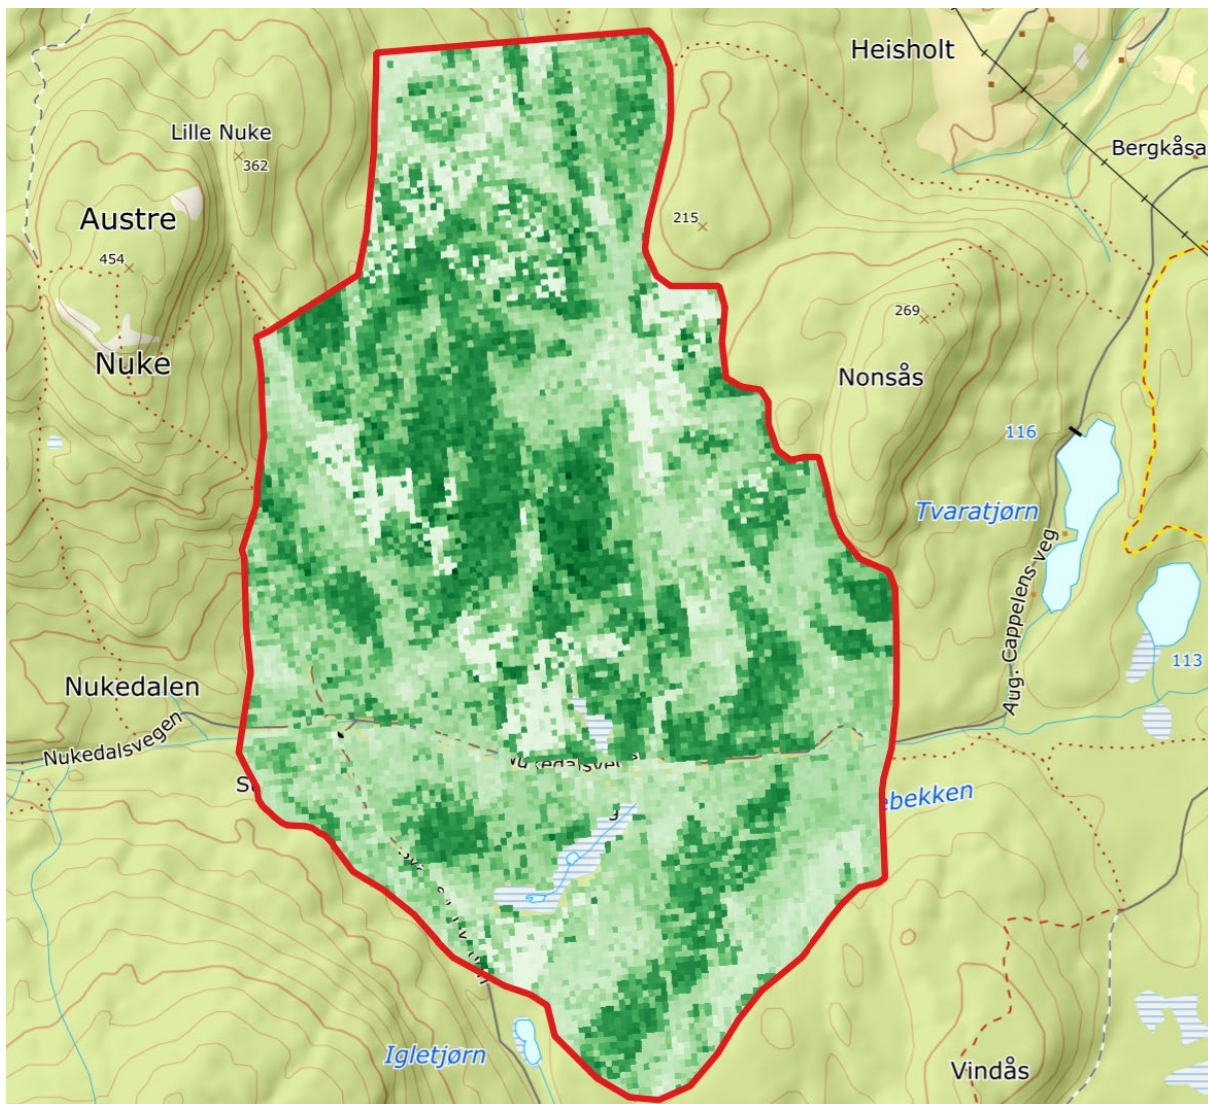 Heisholt
Lille Nuke
362
Bergkåsa
Austre
215
454
269
Nuke
Nonsås
116
Tvaratjørn
Aug. Cappelens veg
113
Nukedalen
Nukedalsvegen
ebekken
Igletjørn
Vindås